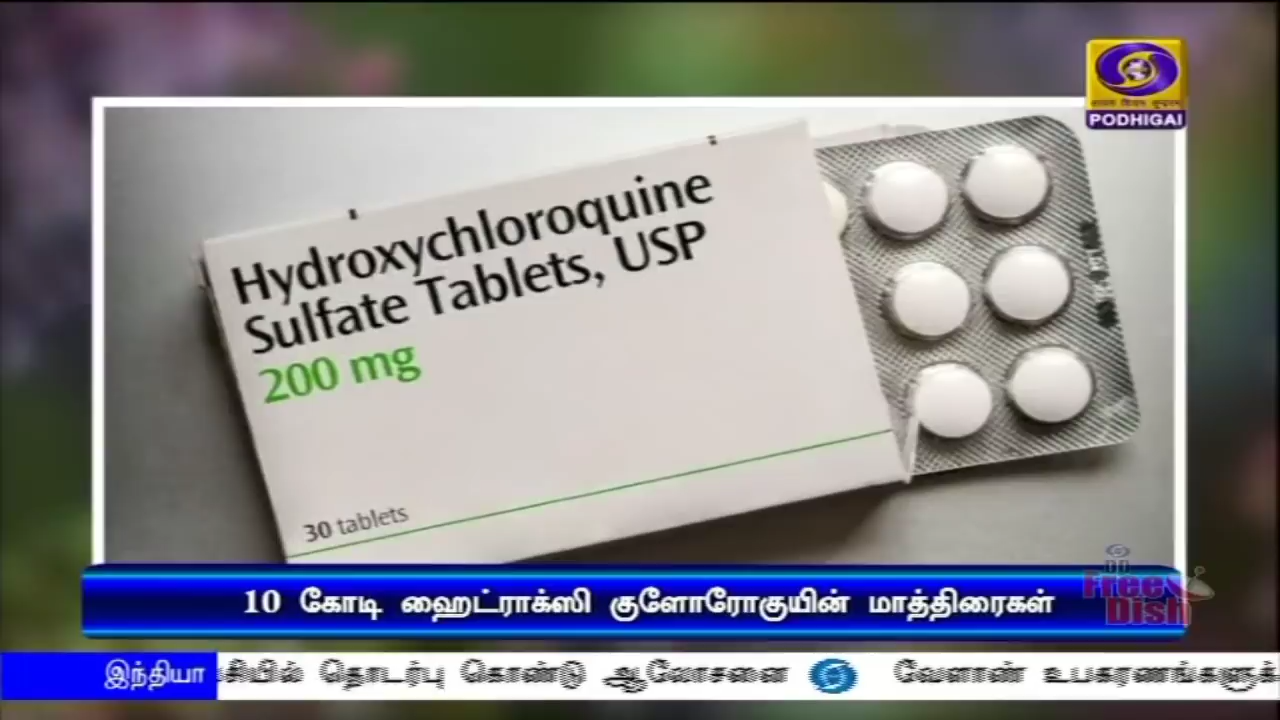 PODHIGAI
Hydroxychloroquine
Sulfate Tablets, USP
200 mg
30 tablets
10 கோடி ஹைட்ராக்ஸி குளோரோகுயின் மாத்திரைகள்
DD
Free
Dish
இந்தியா
சியில் தொடர்பு கொண்டு ஆலோசனை வேளாண் உபகரணங்களுக்